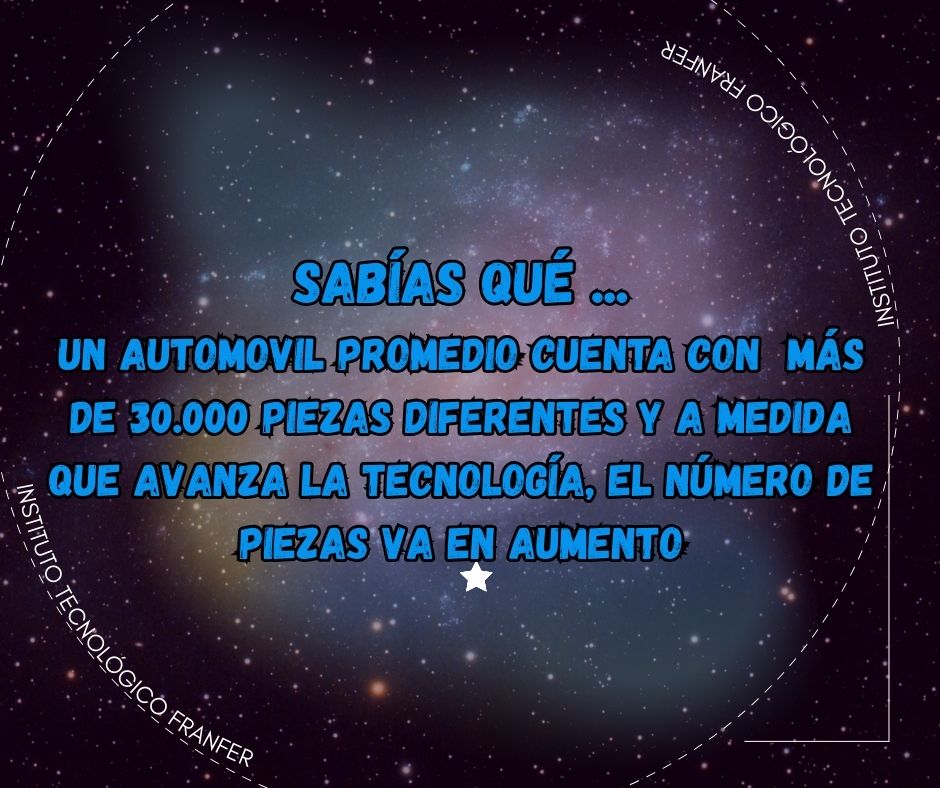 INSTITUTO TECNOLÓGICO FRANFER
SABÍAS QUÉ ...
UN AUTOMOVIL PROMEDIO CUENTA CON MÁS
DE 30.000 PIEZAS DIFERENTES Y A MEDIDA
QUE AVANZA LA TECNOLOGÍA, EL NÚMERO DE
PIEZAS VA EN AUMENTO
INSTITUTO TECNOLÓGICO FRANFER